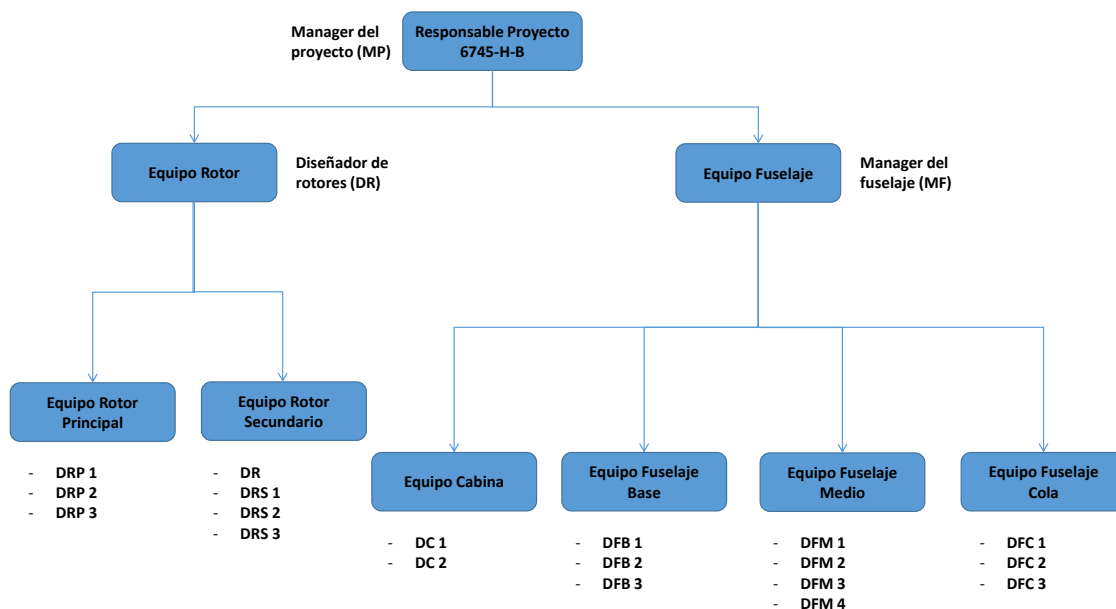 Manager del
proyecto (MP)
Responsable Proyecto
6745-H-B
Equipo Rotor
Diseñador de
rotores (DR)
Equipo Fuselaje
Manager del
fuselaje (MF)
Equipo Rotor
Principal
Equipo Rotor
Secundario
Equipo Cabina
Equipo Fuselaje
Base
Equipo Fuselaje
Medio
Equipo Fuselaje
Cola
- DRP 1
- DRP 2
- DRP 3
- DR
- DRS 1
- DRS 2
- DRS 3
- DC 1
- DC 2
- DFB 1
- DFB 2
- DFB 3
- DFM 1
- DFM 2
- DFM 3
- DFM 4
- DFC 1
- DFC 2
- DFC 3